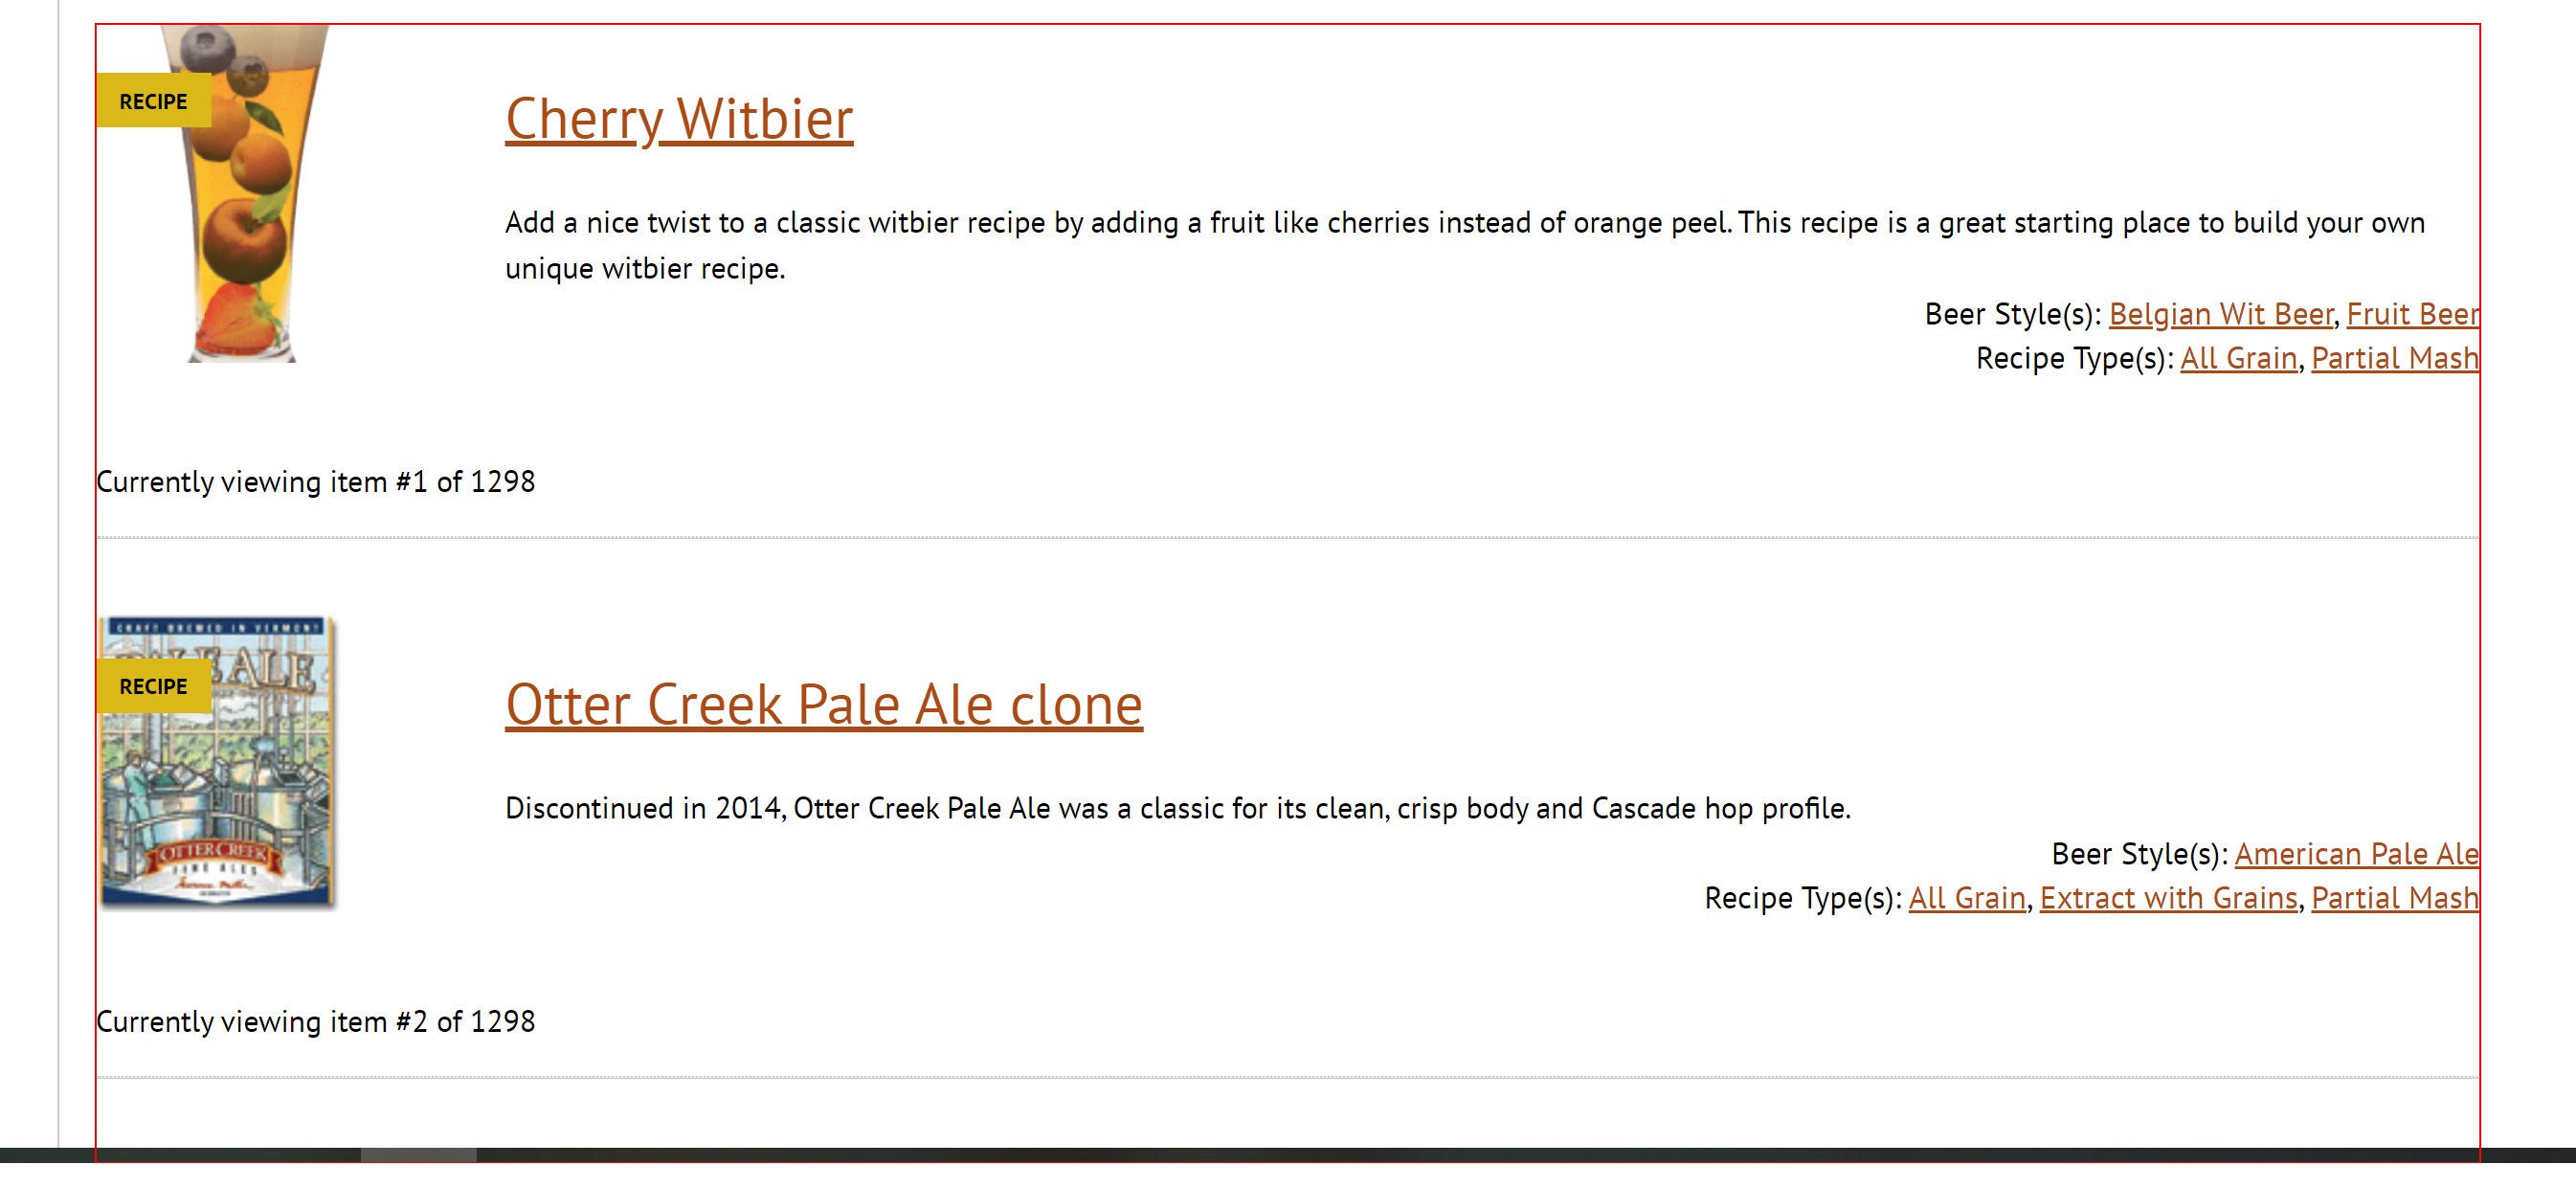 RECIPE
Cherry Witbier
Add a nice twist to a classic witbier recipe by adding a fruit like cherries instead of orange peel. This recipe is a great starting place to build your own
unique witbier recipe.
Beer Style(s): Belgian Wit Beer, Fruit Beer
Recipe Type(s): All Grain, Partial Mash
Currently viewing item #1 of 1298
CRAFT BREWED IN VERMONT
ALE
RECIPE
OTTER CREEK
FINE ALES
Otter Creek Pale Ale clone
Discontinued in 2014, Otter Creek Pale Ale was a classic for its clean, crisp body and Cascade hop profile.
Beer Style(s): American Pale Ale
Recipe Type(s): All Grain, Extract with Grains, Partial Mash
Currently viewing item #2 of 1298